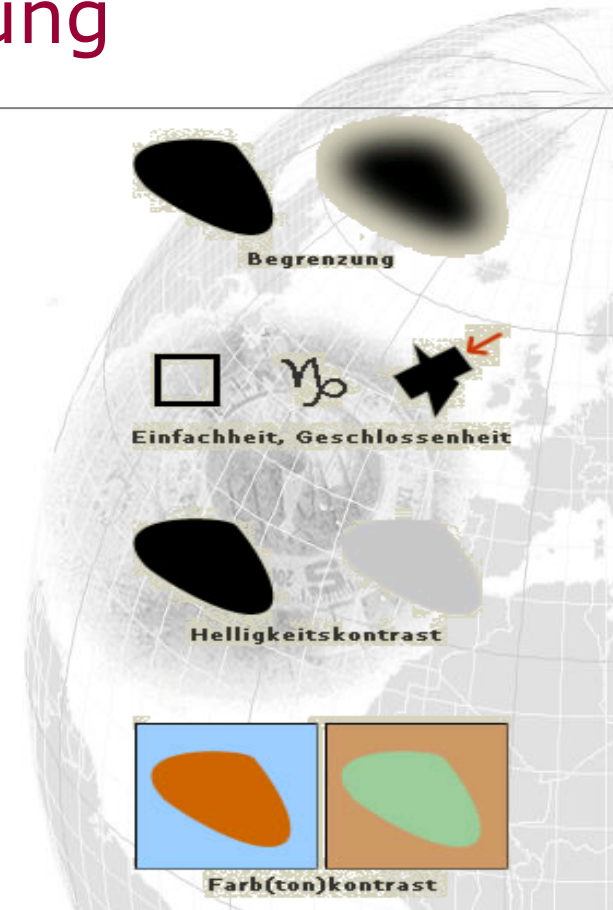 ung
Begrenzung
Einfachheit, Geschlossenheit
Helligkeitskontrast
Farb(ton)kontrast